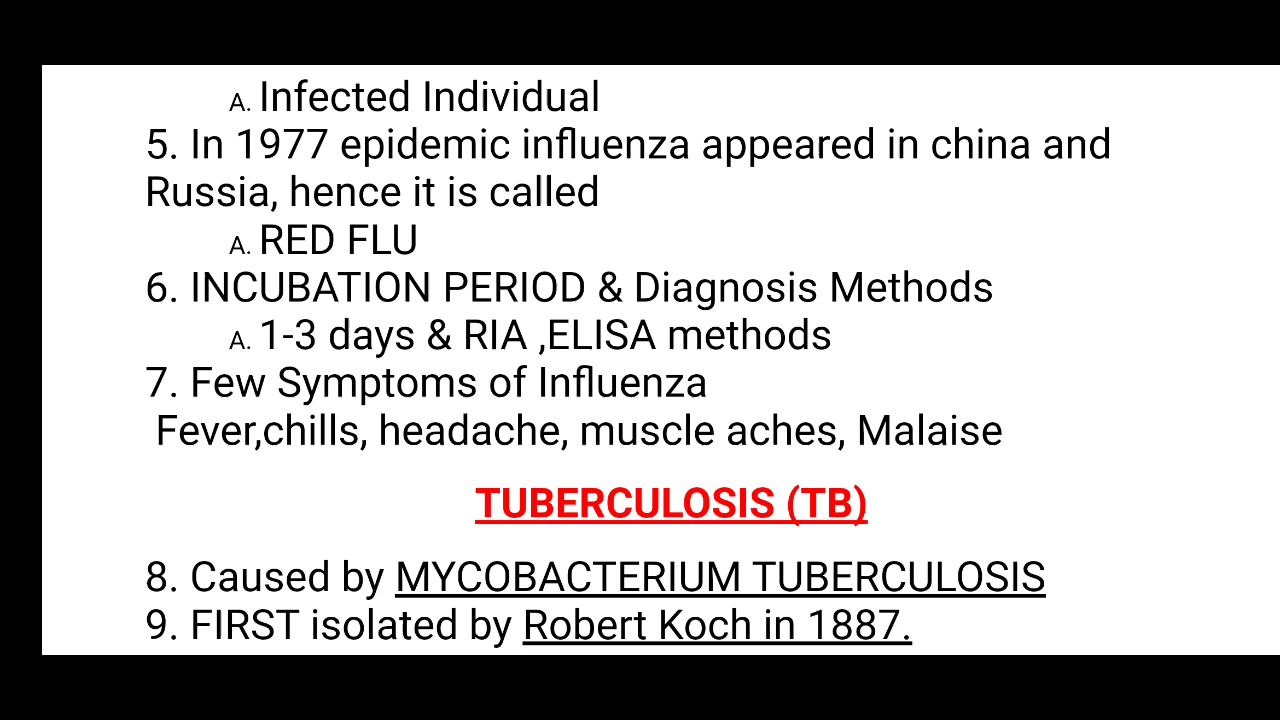 A. Infected Individual
5. In 1977 epidemic influenza appeared in china and
Russia, hence it is called
A. RED FLU
6. INCUBATION PERIOD & Diagnosis Methods
A. 1-3 days & RIA ,ELISA methods
7. Few Symptoms of Influenza
Fever,chills, headache, muscle aches, Malaise
TUBERCULOSIS (TB)
8. Caused by MYCOBACTERIUM TUBERCULOSIS
9. FIRST isolated by Robert Koch in 1887.